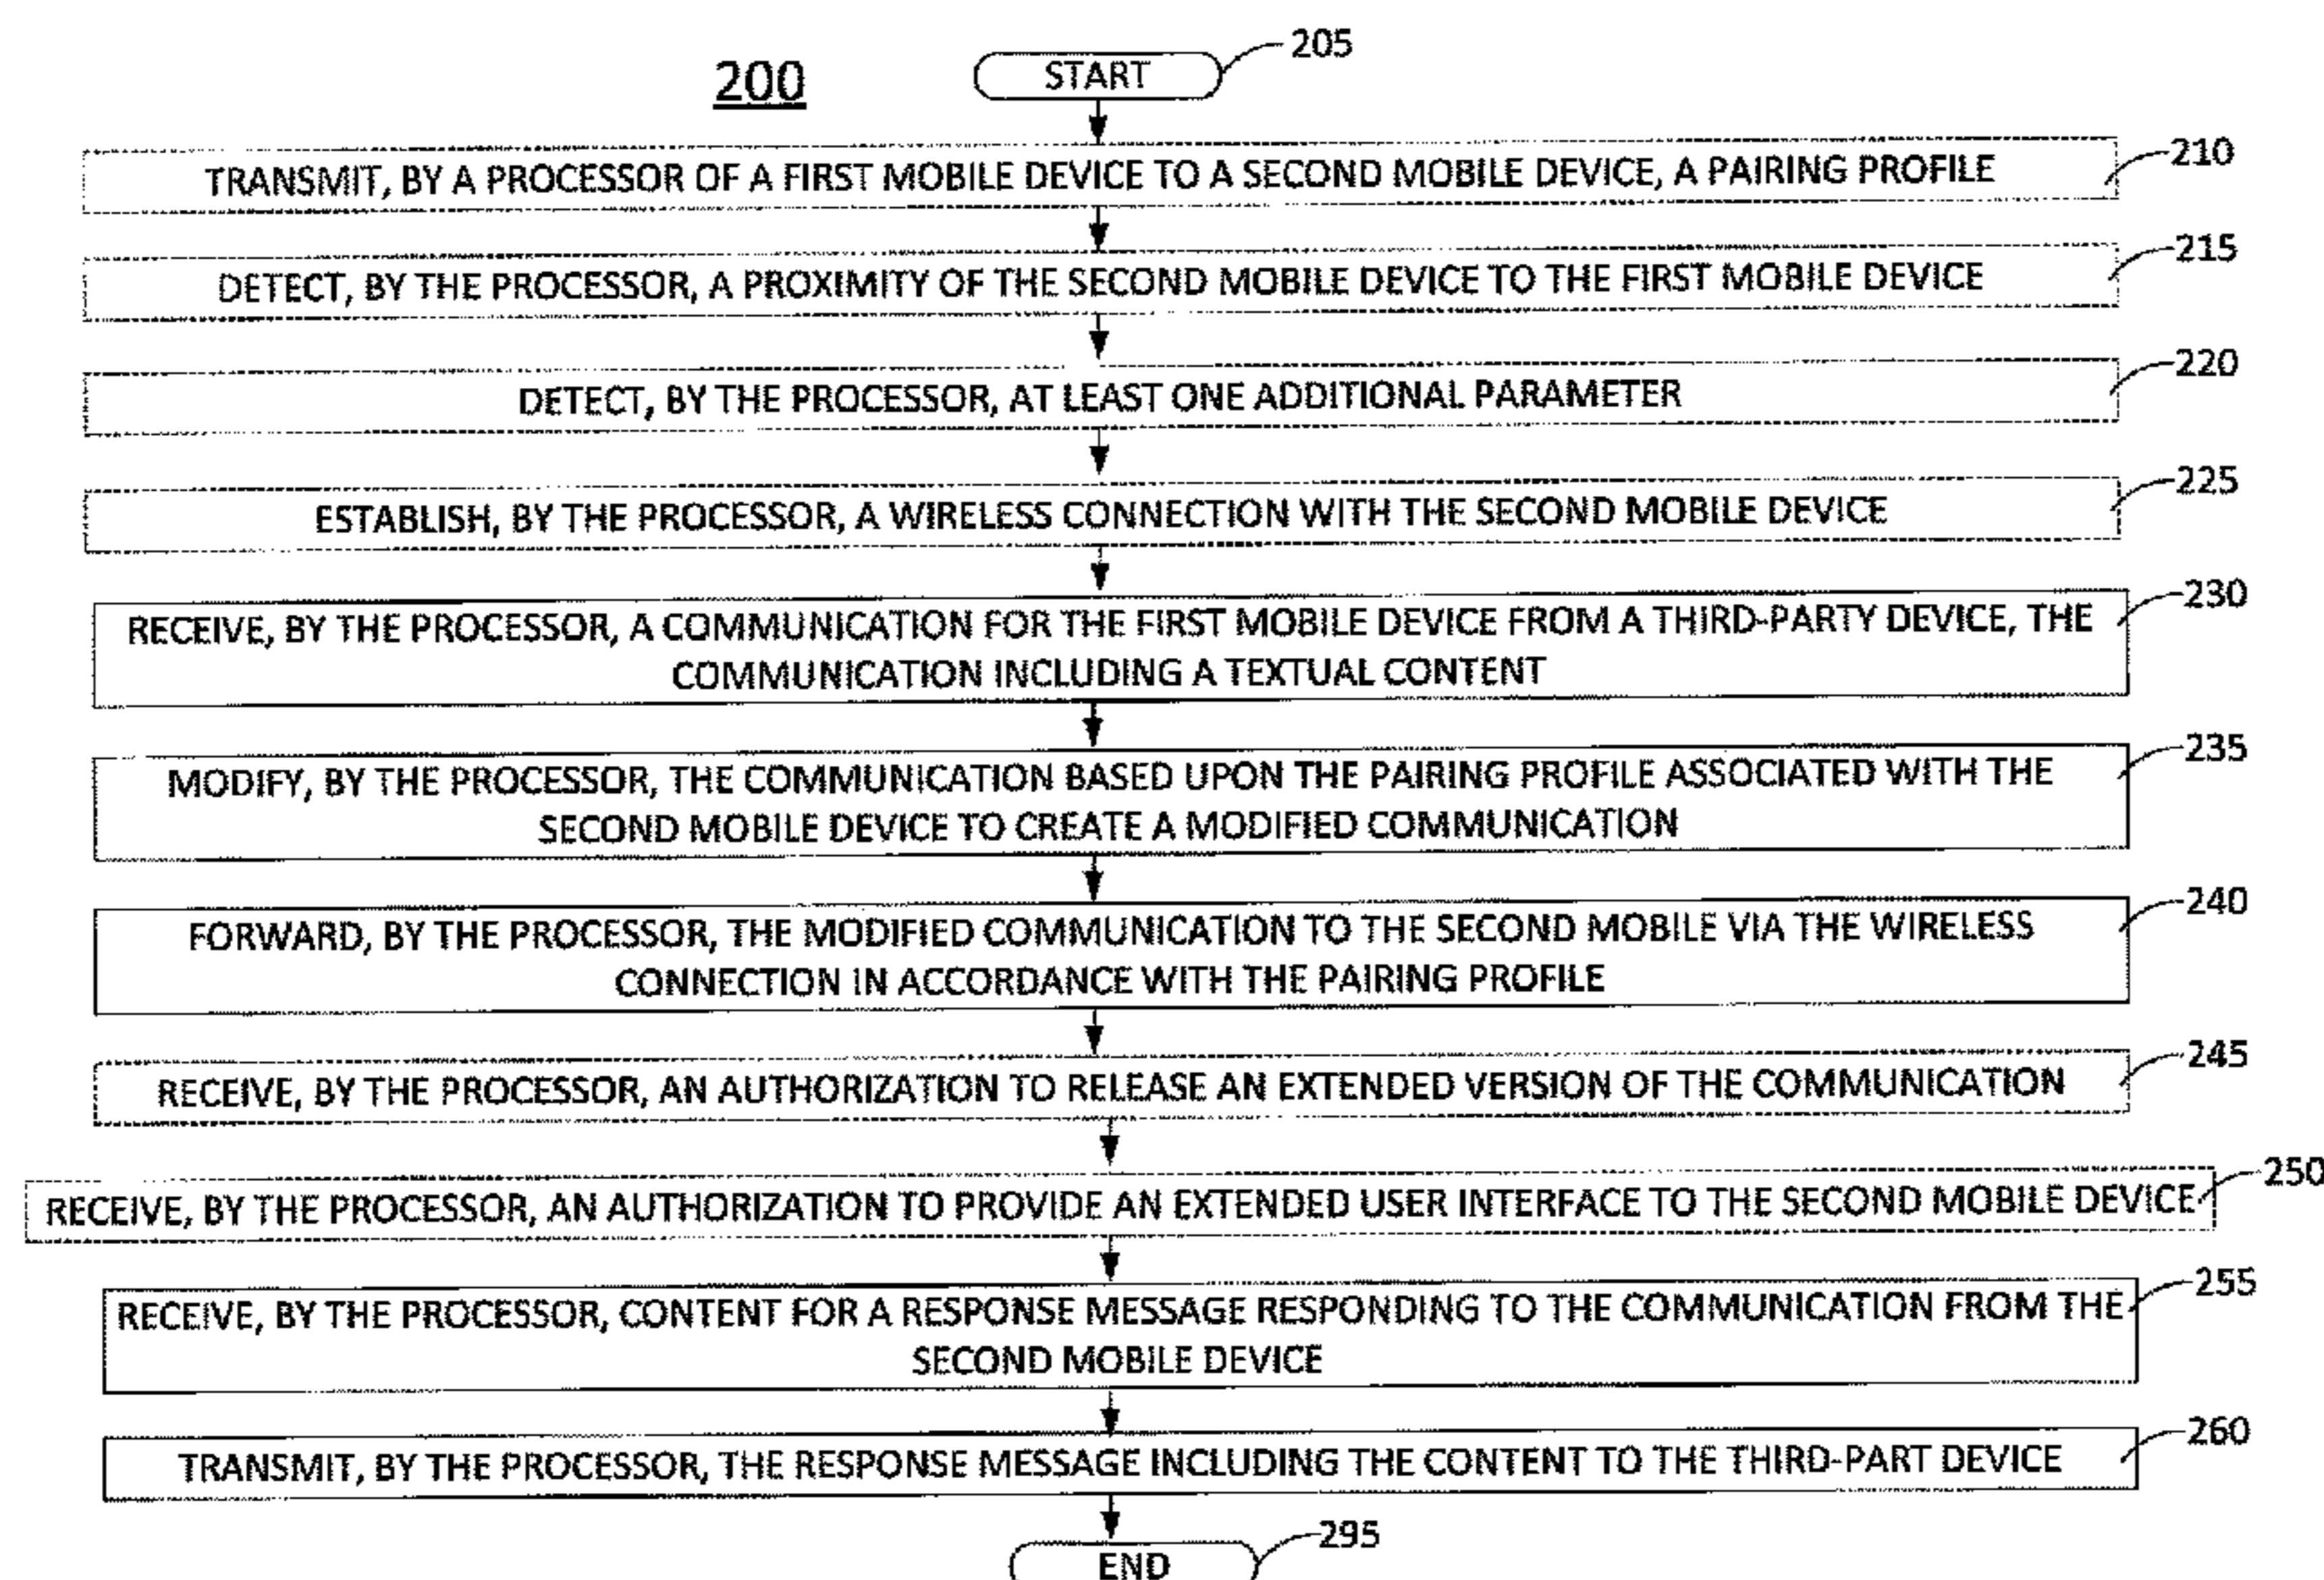 200
START
205
TRANSMIT, BY A PROCESSOR OF A FIRST MOBILE DEVICE TO A SECOND MOBILE DEVICE, A PAIRING PROFILE
210
DETECT, BY THE PROCESSOR, A PROXIMITY OF THE SECOND MOBILE DEVICE TO THE FIRST MOBILE DEVICE
215
DETECT, BY THE PROCESSOR, AT LEAST ONE ADDITIONAL PARAMETER
220
ESTABLISH, BY THE PROCESSOR, A WIRELESS CONNECTION WITH THE SECOND MOBILE DEVICE
225
RECEIVE, BY THE PROCESSOR, A COMMUNICATION FOR THE FIRST MOBILE DEVICE FROM A THIRD-PARTY DEVICE, THE
COMMUNICATION INCLUDING A TEXTUAL CONTENT
230
MODIFY, BY THE PROCESSOR, THE COMMUNICATION BASED UPON THE PAIRING PROFILE ASSOCIATED WITH THE
SECOND MOBILE DEVICE TO CREATE A MODIFIED COMMUNICATION
235
FORWARD, BY THE PROCESSOR, THE MODIFIED COMMUNICATION TO THE SECOND MOBILE VIA THE WIRELESS
CONNECTION IN ACCORDANCE WITH THE PAIRING PROFILE
240
RECEIVE, BY THE PROCESSOR, AN AUTHORIZATION TO RELEASE AN EXTENDED VERSION OF THE COMMUNICATION
245
RECEIVE, BY THE PROCESSOR, AN AUTHORIZATION TO PROVIDE AN EXTENDED USER INTERFACE TO THE SECOND MOBILE DEVICE
250
RECEIVE, BY THE PROCESSOR, CONTENT FOR A RESPONSE MESSAGE RESPONDING TO THE COMMUNICATION FROM THE
SECOND MOBILE DEVICE
255
TRANSMIT, BY THE PROCESSOR, THE RESPONSE MESSAGE INCLUDING THE CONTENT TO THE THIRD-PART DEVICE
260
END
295